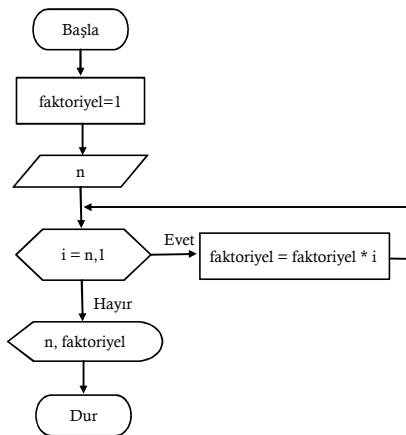 Başla
faktoriyel=1
n
i = n,1
Evet
faktoriyel = faktoriyel * i
Hayır
n, faktoriyel
Dur